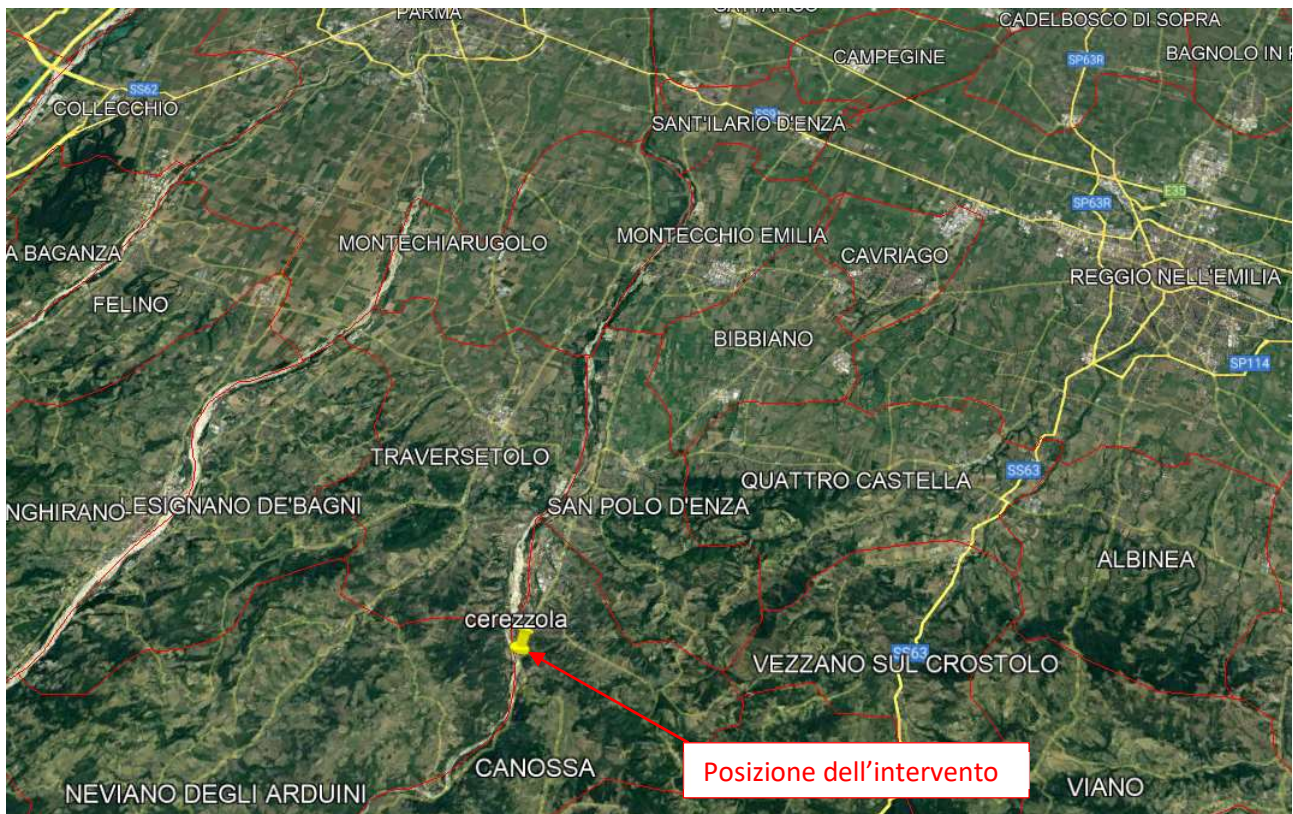 PARMA
CADELBOSCO DI SOPRA
CAMPEGINE
SP63R
BAGNOLO IN
SS62
COLLECCHIO
SS9
SANT'ILARIO D'ENZA
E35
SP63R
A BAGANZA
MONTECHIARUGOLO
MONTECCHIO EMILIA
CAVRIAGO
REGGIO NELL'EMILIA
FELINO
BIBBIANO
SP114
TRAVERSETOLO
SS63
QUATTRO CASTELLA
NGHIRANO
LESIGNANO DE'BAGNI
SAN POLO D'ENZA
ALBINEA
cerezzola
SS63
VEZZANO SUL CROSTOLO
CANOSSA
Posizione dell'intervento
NEVIANO DEGLI ARDUINI
VIANO